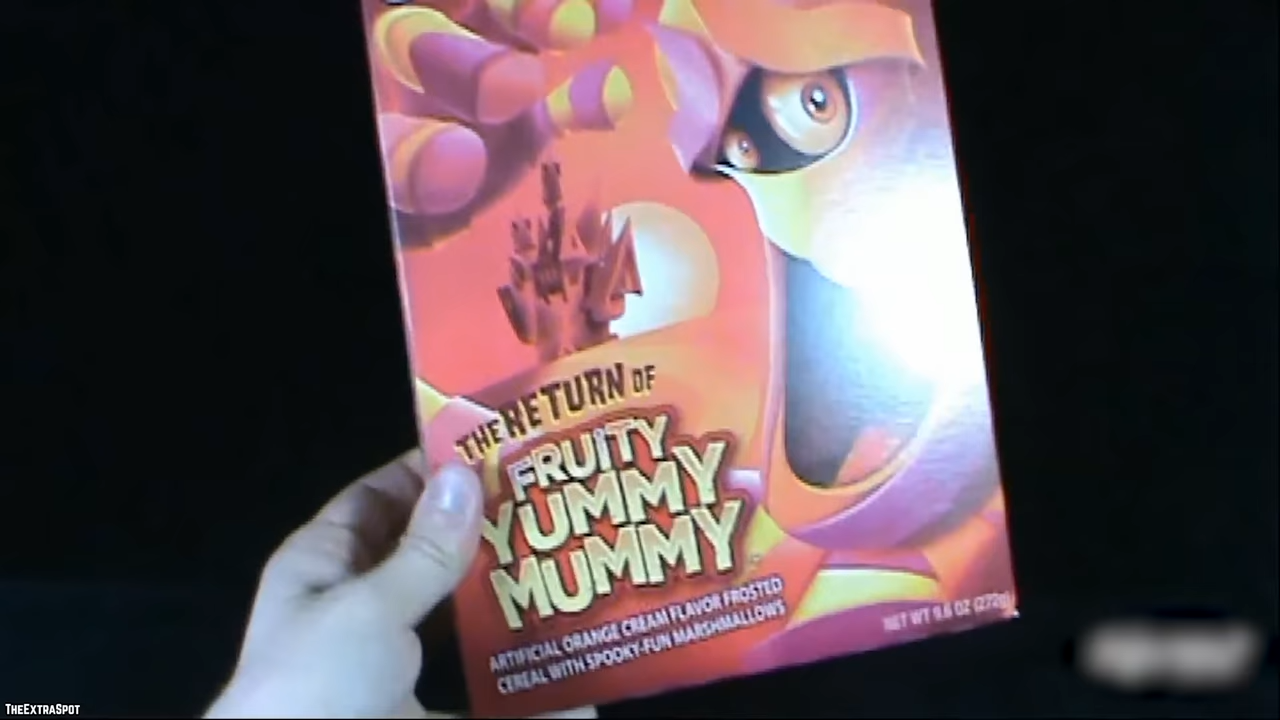 THE RETURN OF
FRUITY
YUMMY
MUMMY
ARTIFICIAL ORANGE CREAM FLAVOR FROSTED
CEREAL WITH SPOOKY-FUN MARSHMALLOWS
NET WT 9.6 OZ (272g)
TheExtraSpot